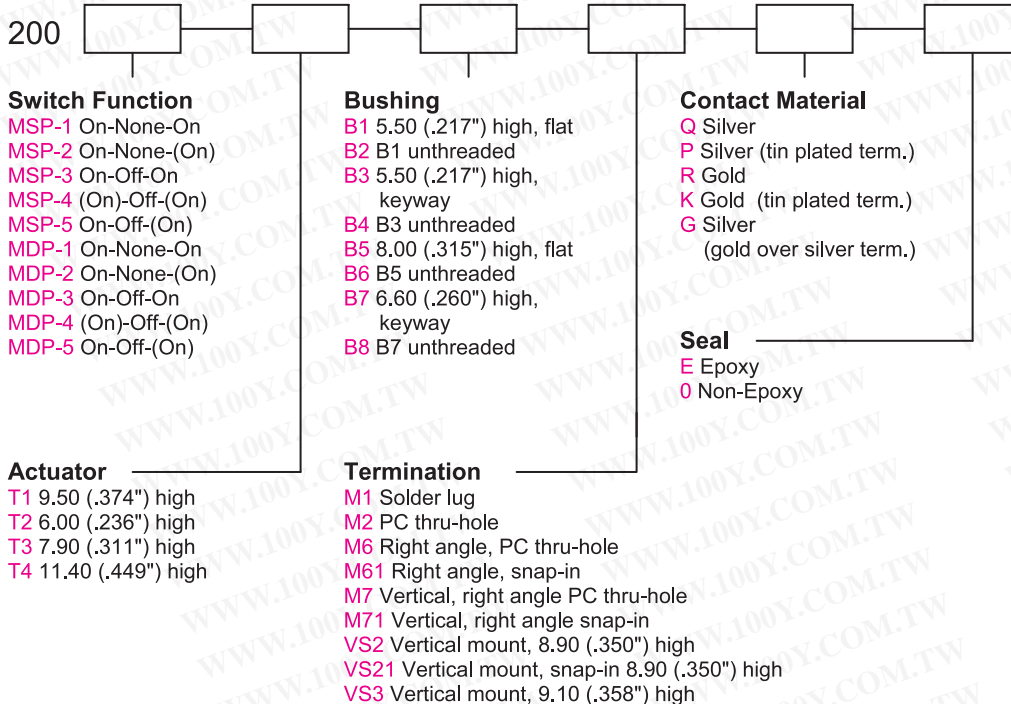 200
Switch Function
MSP-1 On-None-On
MSP-2 On-None-(On)
MSP-3 On-Off-On
MSP-4 (On)-Off-(On)
MSP-5 On-Off-(On)
MDP-1 On-None-On
MDP-2 On-None-(On)
MDP-3 On-Off-On
MDP-4 (On)-Off-(On)
MDP-5 On-Off-(On)
Bushing
B1 5.50 (.217") high, flat
B2 B1 unthreaded
B3 5.50 (.217") high,
keyway
B4 B3 unthreaded
B5 8.00 (.315") high, flat
B6 B5 unthreaded
B7 6.60 (.260") high,
keyway
B8 B7 unthreaded
Contact Material
Q Silver
P Silver (tin plated term.)
R Gold
K Gold (tin plated term.)
G Silver
(gold over silver term.)
Seal
E Epoxy
0 Non-Epoxy
Actuator
T1 9.50 (.374") high
T2 6.00 (.236") high
T3 7.90 (.311") high
T4 11.40 (.449") high
Termination
M1 Solder lug
M2 PC thru-hole
M6 Right angle, PC thru-hole
M61 Right angle, snap-in
M7 Vertical, right angle PC thru-hole
M71 Vertical, right angle snap-in
VS2 Vertical mount, 8.90 (.350") high
VS21 Vertical mount, snap-in 8.90 (.350") high
VS3 Vertical mount, 9.10 (.358") high
WWW.100Y.COM.TW